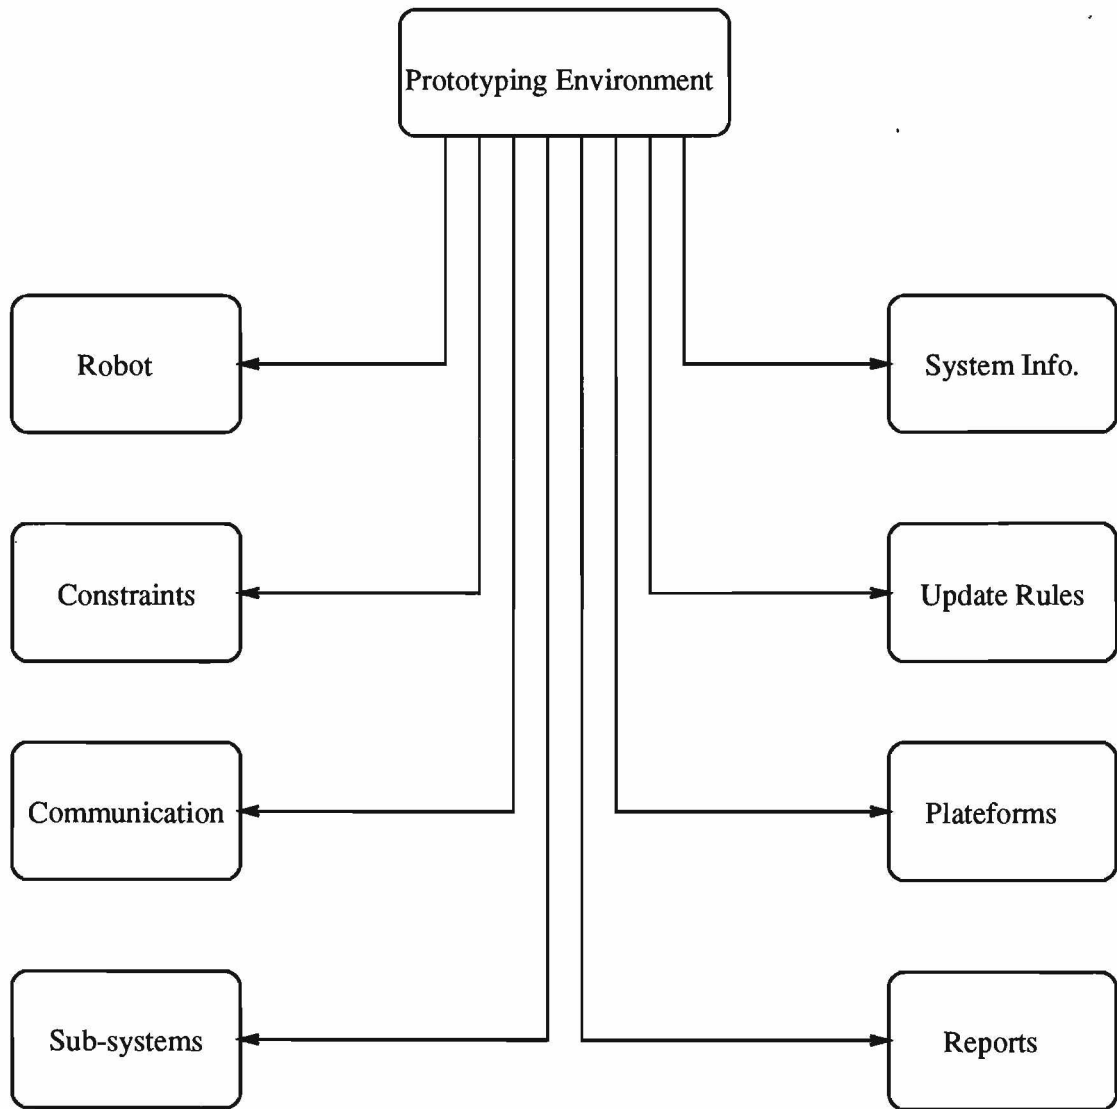 Prototyping Environment
Robot
System Info.
Constraints
Update Rules
Communication
Plateforms
Sub-systems
Reports